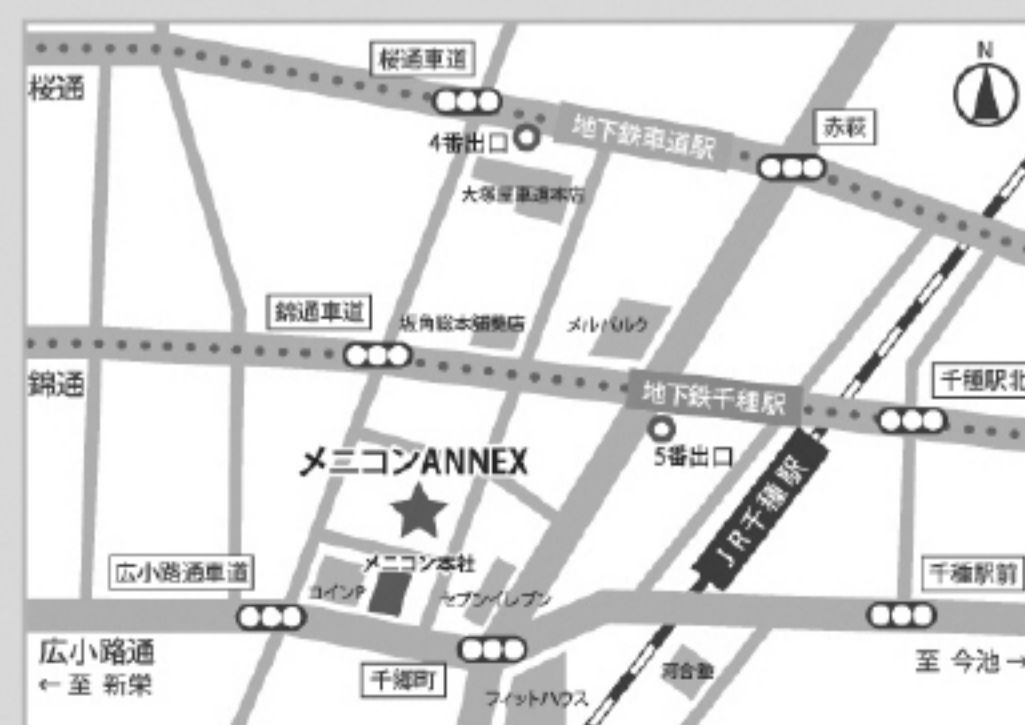 桜通車道
N
桜通
赤萩
地下鉄車道駅
4番出口
大塚屋車道本店
錦通車道
坂角総本舗葵店
メルパルク
錦通
地下鉄千種駅
千種駅北
5番出口
メニコンANNEX
JR千種駅
メニコン本社
広小路通車道
コインP
セブンイレブン
千種駅前
広小路通
←至 新栄
千郷町
フィットハウス
河合塾
至 今池→